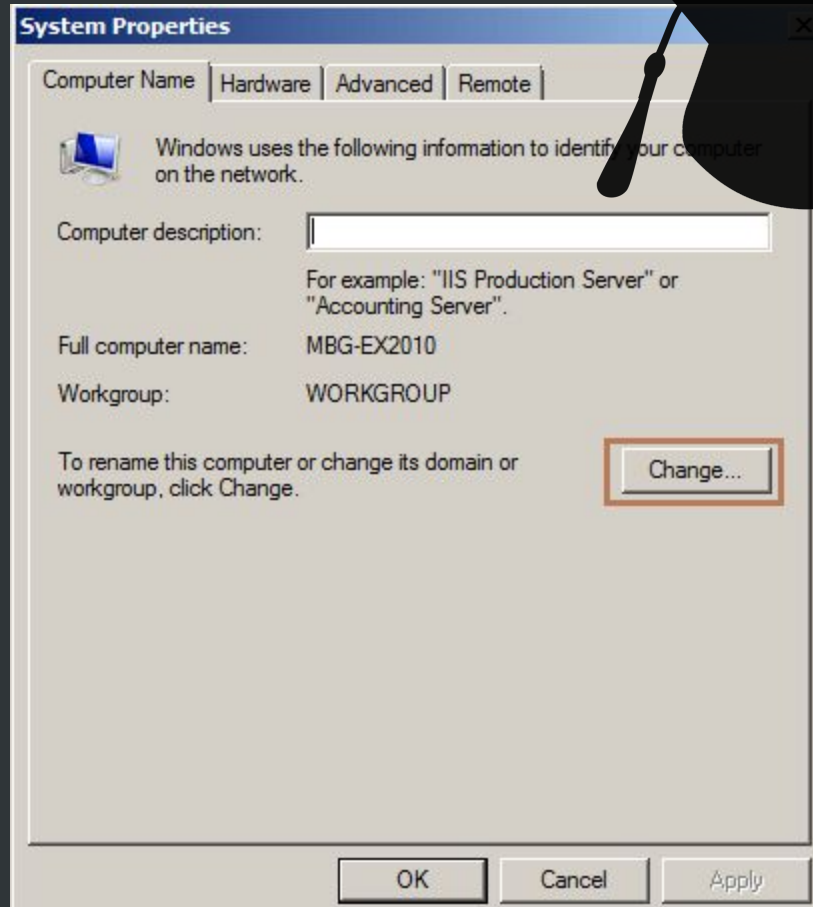 System Properties
Computer Name Hardware Advanced Remote
Windows uses the following information to identify your computer
on the network.
Computer description:
For example: "IIS Production Server" or
"Accounting Server".
Full computer name: MBG-EX2010
Workgroup: WORKGROUP
To rename this computer or change its domain or
workgroup, click Change.
Change...
OK Cancel Apply